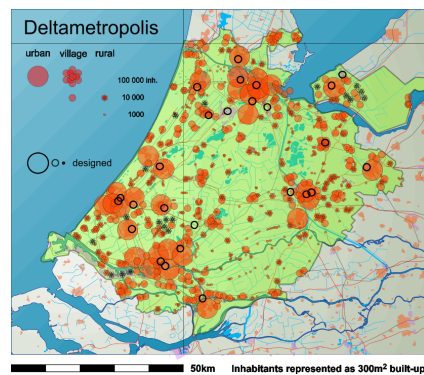 Deltametropolis
urban village rural
100 000 inh.
10 000
1000
designed
50km Inhabitants represented as 300m² built-up